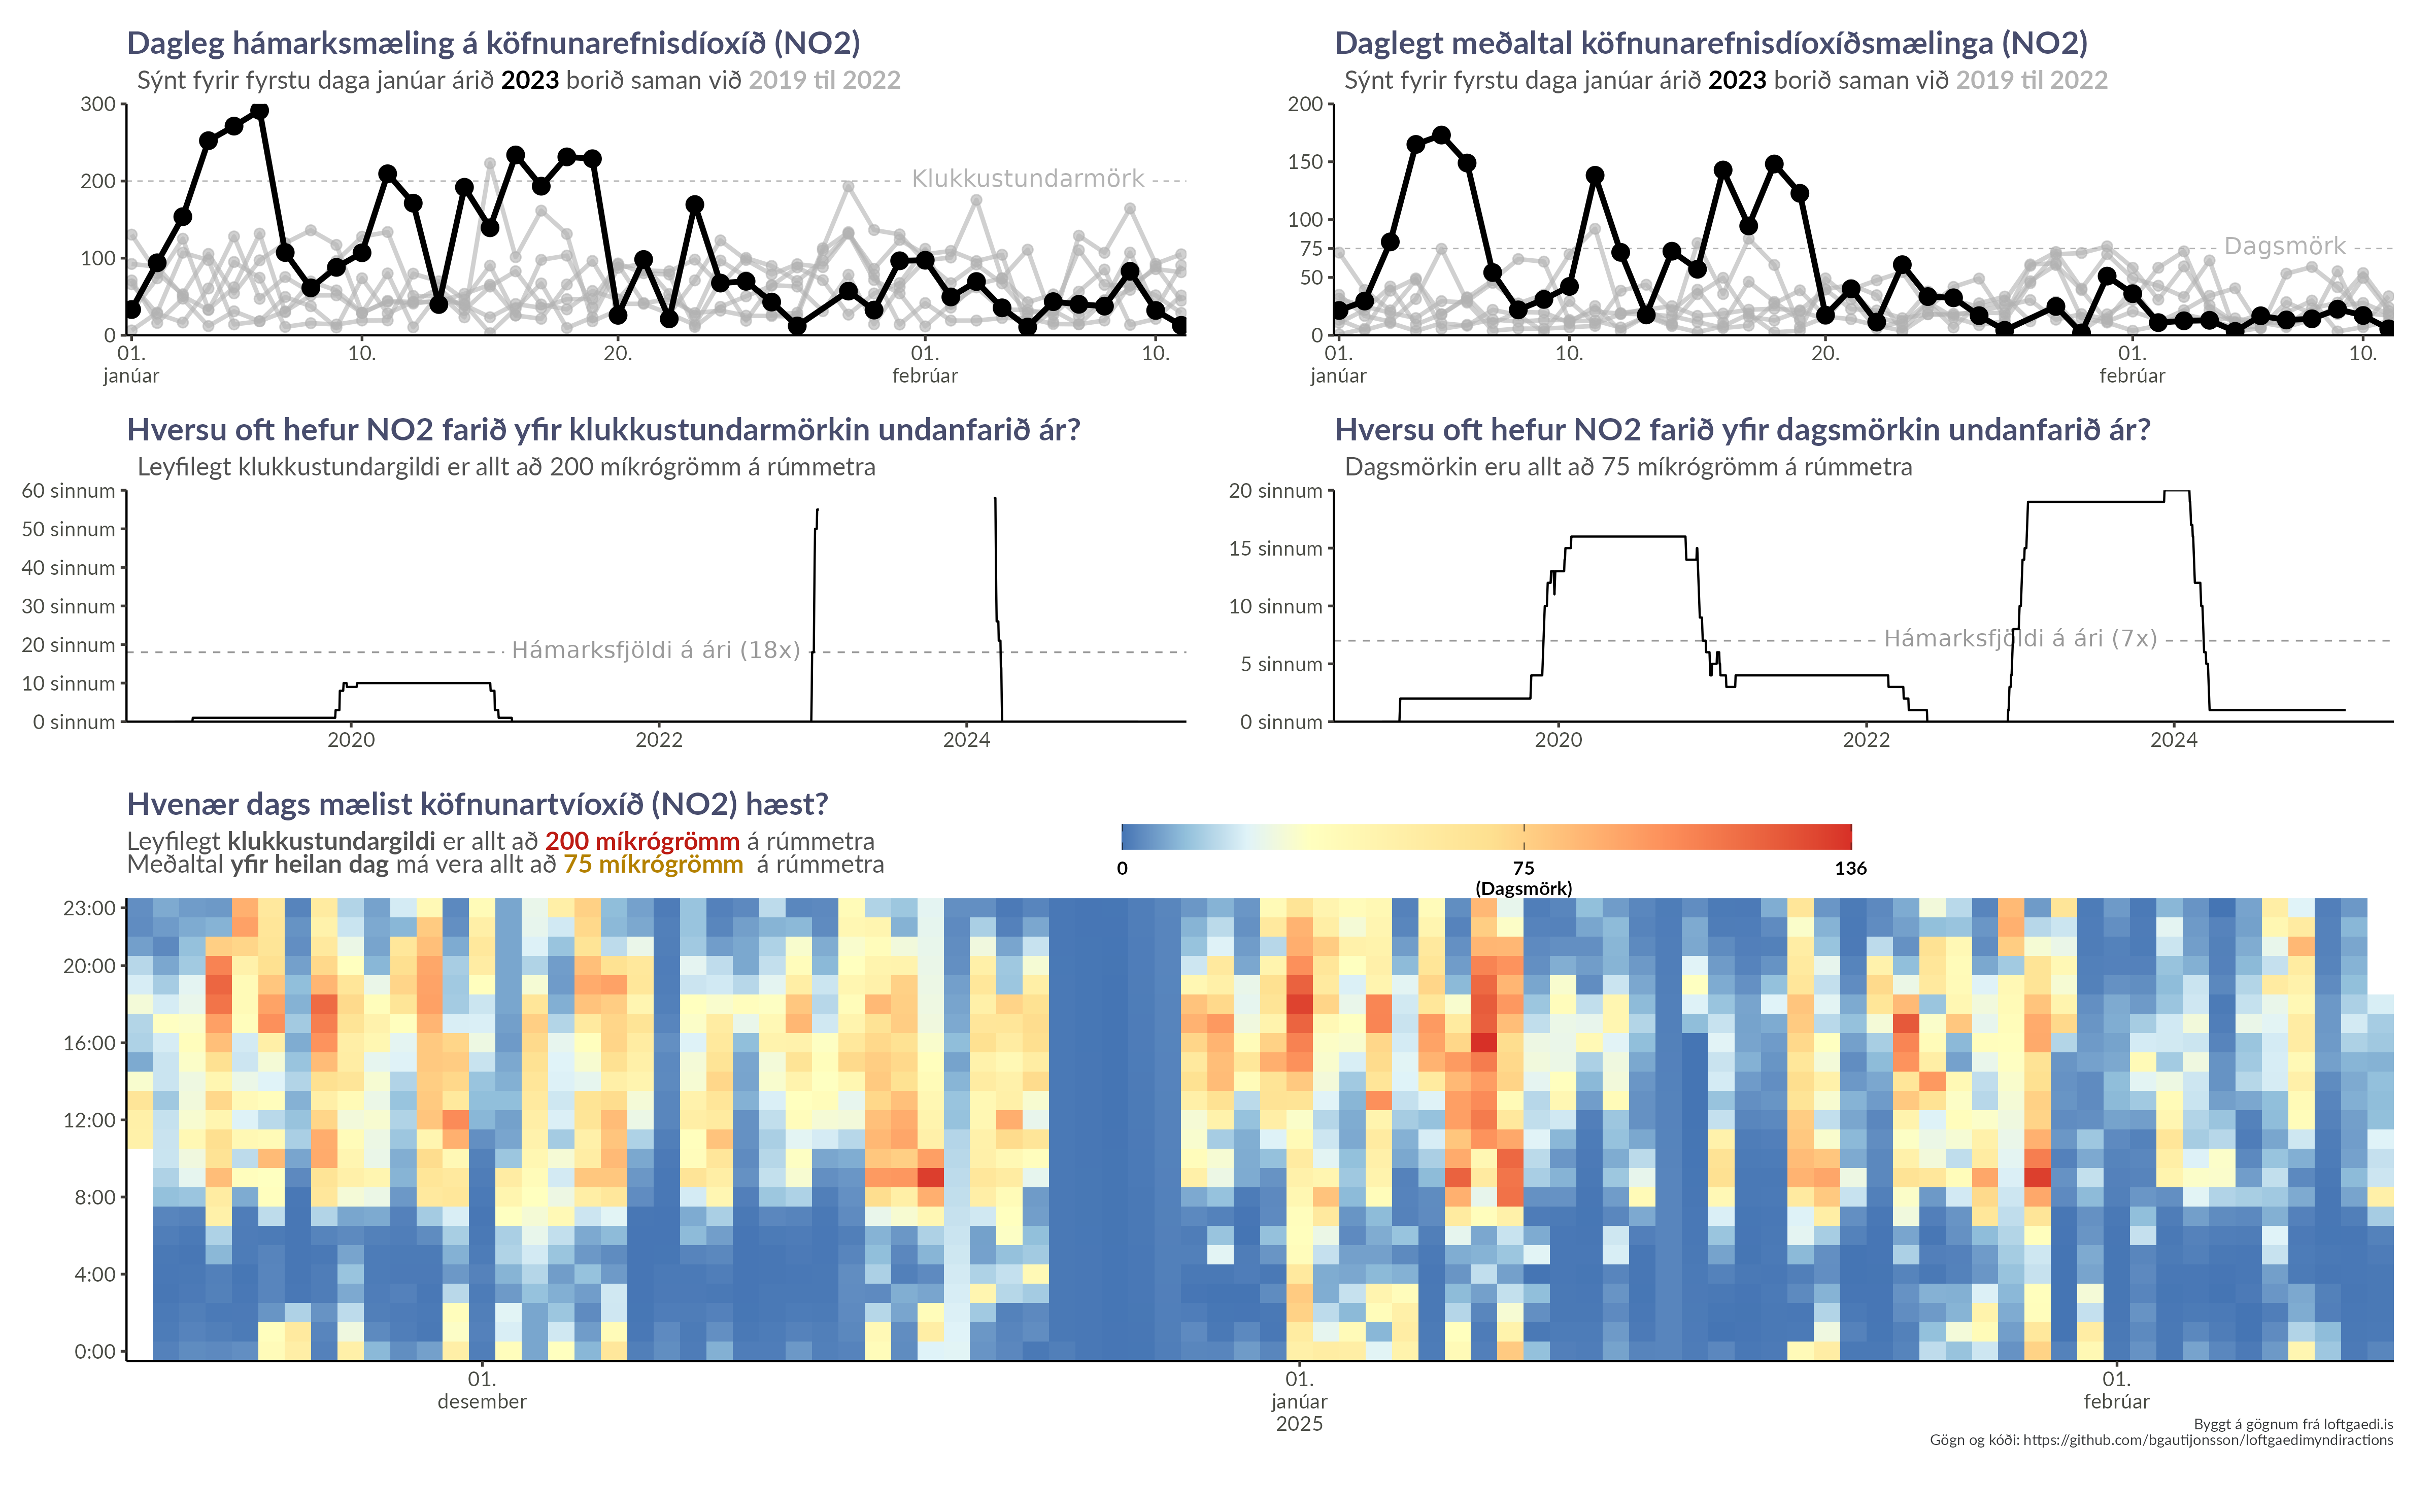 Dagleg hámarksmæling á köfnunarefnisdíoxíð (NO2)
Sýnt fyrir fyrstu daga janúar árið 2023 borið saman við 2019 til 2022
300
200
100
0
Klukkustundarmörk
01.
janúar
10.
20.
01.
febrúar
10.
Daglegt meðaltal köfnunarefnisdíoxíðsmælinga (NO2)
Sýnt fyrir fyrstu daga janúar árið 2023 borið saman við 2019 til 2022
200
150
100
75
50
0
Dagsmörk
01.
janúar
10.
20.
01.
febrúar
10.
Hversu oft hefur NO2 farið yfir klukkustundarmörkin undanfarið ár?
Leyfilegt klukkustundargildi er allt að 200 míkrógrömm á rúmmetra
60 sinnum
50 sinnum
40 sinnum
30 sinnum
20 sinnum
10 sinnum
0 sinnum
Hámarksfjöldi á ári (18x)
2020
2022
2024
Hversu oft hefur NO2 farið yfir dagsmörkin undanfarið ár?
Dagsmörkin eru allt að 75 míkrógrömm á rúmmetra
20 sinnum
15 sinnum
10 sinnum
5 sinnum
0 sinnum
Hámarksfjöldi á ári (7x)
2020
2022
2024
Hvenær dags mælist köfnunartvíoxíð (NO2) hæst?
Leyfilegt klukkustundargildi er allt að 200 míkrógrömm á rúmmetra
Meðaltal yfir heilan dag má vera allt að 75 míkrógrömm á rúmmetra
0
75
(Dagsmörk)
136
23:00
20:00
16:00
12:00
8:00
4:00
0:00
01.
desember
01.
janúar
2025
01.
febrúar
Byggt á gögnum frá loftgaedi.is
Gögn og kóði: https://github.com/bgautijonsson/loftgaedimyndiractions